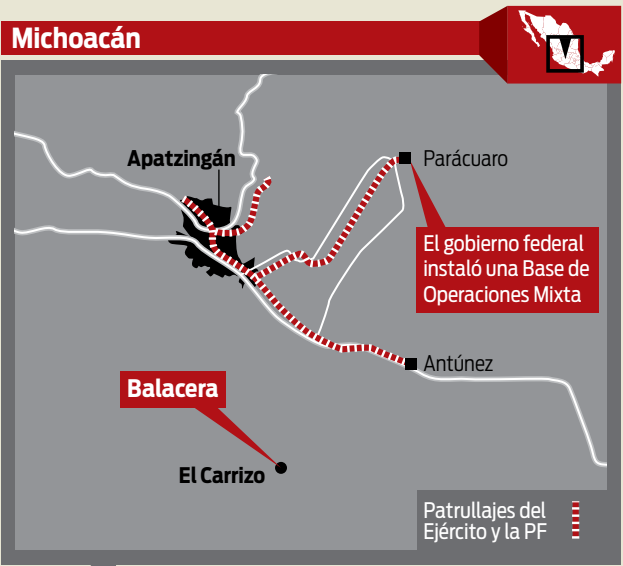 Michoacán
Apatzingán
Parácuaro
El gobierno federal
instaló una Base de
Operaciones Mixta
Antúnez
Balacera
El Carrizo
Patrullajes del
Ejército y la PF